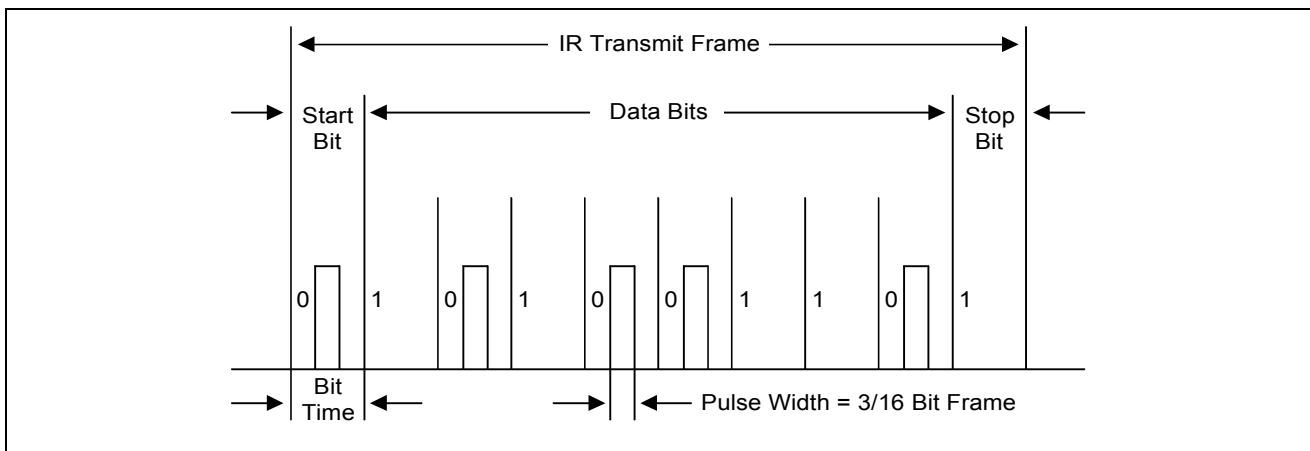 IR Transmit Frame
Start
Bit
Data Bits
Stop
Bit
0 1 0 1 0 0 1 1 0 1
Bit
Time
Pulse Width = 3/16 Bit Frame